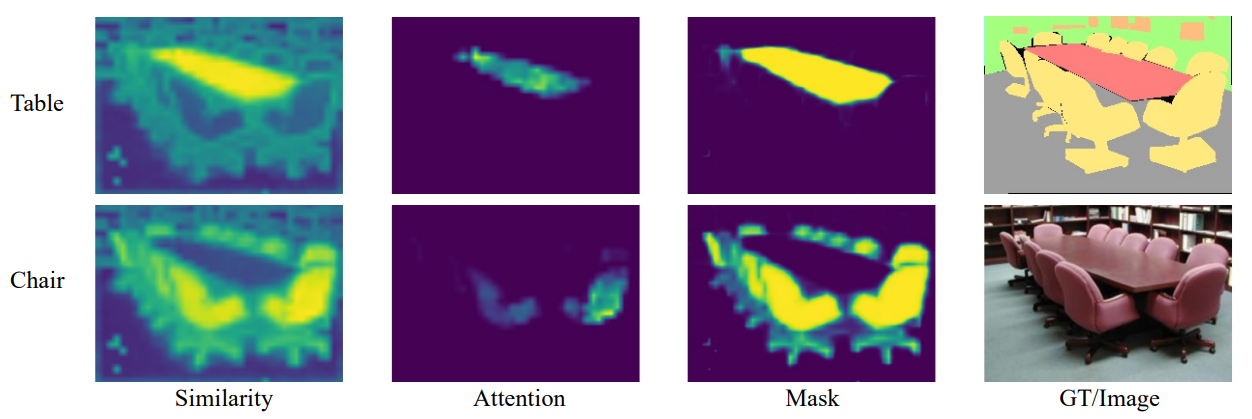 Table
Chair
Similarity
Attention
Mask
GT/Image